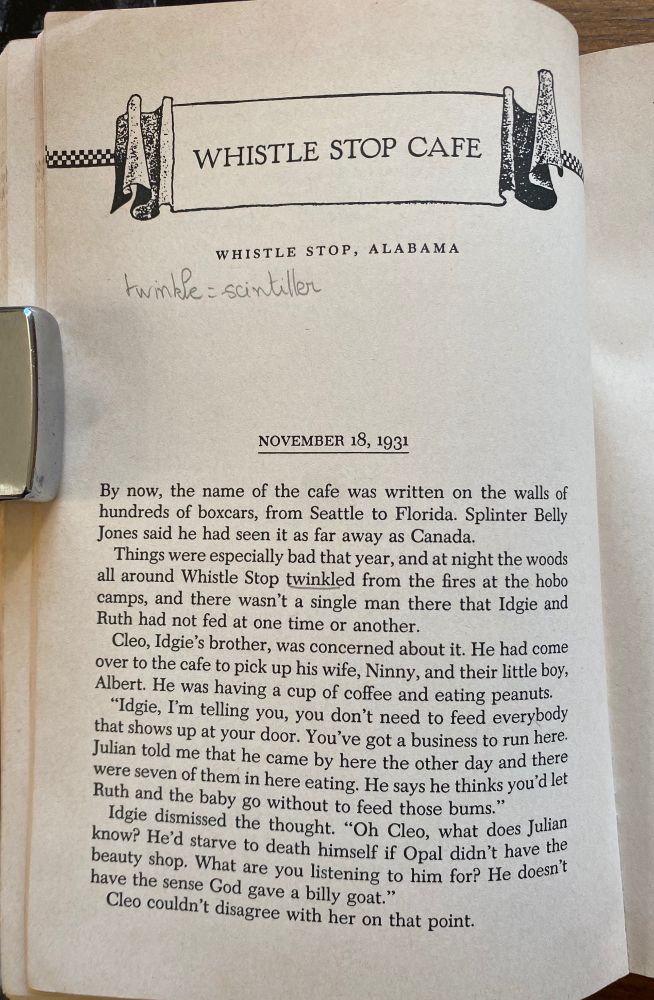 WHISTLE STOP CAFE
WHISTLE STOP, ALABAMA
twinkle = scintiller
NOVEMBER 18, 1931
By now, the name of the cafe was written on the walls of
hundreds of boxcars, from Seattle to Florida. Splinter Belly
Jones said he had seen it as far away as Canada.
Things were especially bad that year, and at night the woods
all around Whistle Stop twinkled from the fires at the hobo
camps, and there wasn't a single man there that Idgie and
Ruth had not fed at one time or another.
Cleo, Idgie's brother, was concerned about it. He had come
over to the cafe to pick up his wife, Ninny, and their little boy,
Albert. He was having a cup of coffee and eating peanuts.
"Idgie, I'm telling you, you don't need to feed everybody
that shows up at your door. You've got a business to run here.
Julian told me that he came by here the other day and there
were seven of them in here eating. He says he thinks you'd let
Ruth and the baby go without to feed those bums."
Idgie dismissed the thought. "Oh Cleo, what does Julian
know? He'd starve to death himself if Opal didn't have the
beauty shop. What are you listening to him for? He doesn't
have the sense God gave a billy goat."
Cleo couldn't disagree with her on that point.